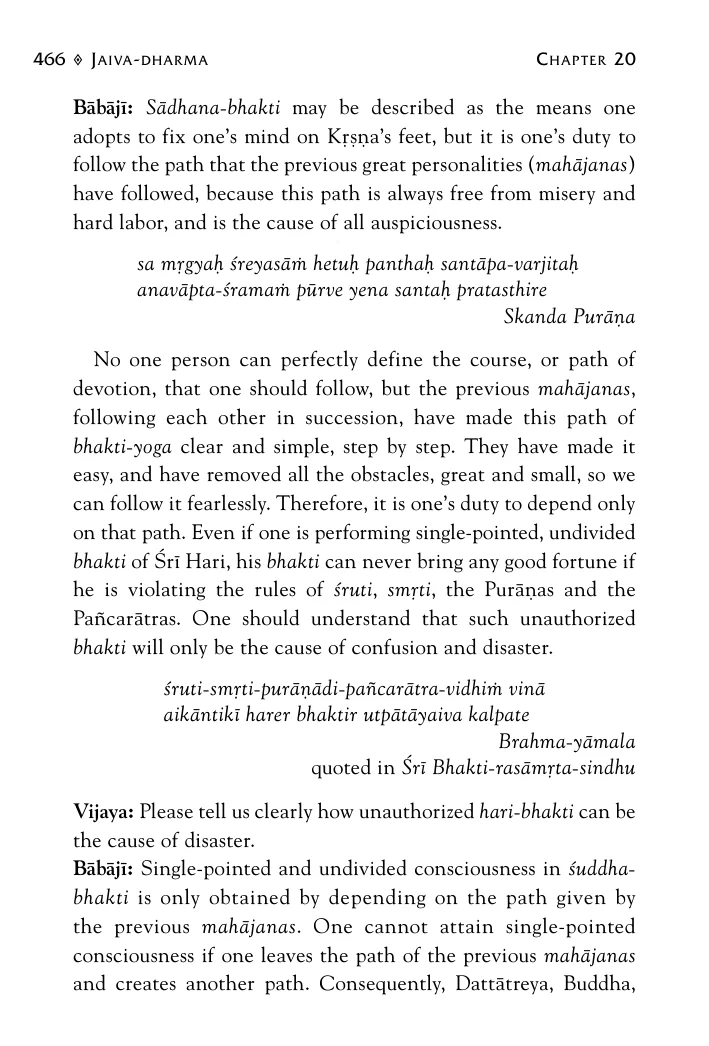 466 ◈ Jaiva-dharma Chapter 20
Bābājī: Sādhana-bhakti may be described as the means one
adopts to fix one’s mind on Kṛṣṇa’s feet, but it is one’s duty to
follow the path that the previous great personalities (mahājanas)
have followed, because this path is always free from misery and
hard labor, and is the cause of all auspiciousness.
sa mṛgyaḥ śreyasāṁ hetuḥ panthaḥ santāpa-varjitaḥ
anavāpta-śramaṁ pūrve yena santaḥ pratasthire
Skanda Purāṇa
No one person can perfectly define the course, or path of
devotion, that one should follow, but the previous mahājanas,
following each other in succession, have made this path of
bhakti-yoga clear and simple, step by step. They have made it
easy, and have removed all the obstacles, great and small, so we
can follow it fearlessly. Therefore, it is one’s duty to depend only
on that path. Even if one is performing single-pointed, undivided
bhakti of Śrī Hari, his bhakti can never bring any good fortune if
he is violating the rules of śruti, smṛti, the Purāṇas and the
Pañcarātras. One should understand that such unauthorized
bhakti will only be the cause of confusion and disaster.
śruti-smṛti-purāṇādi-pañcarātra-vidhiṁ vinā
aikāntikī harer bhaktir utpātāyaiva kalpate
Brahma-yāmala
quoted in Śrī Bhakti-rasāmṛta-sindhu
Vijaya: Please tell us clearly how unauthorized hari-bhakti can be
the cause of disaster.
Bābājī: Single-pointed and undivided consciousness in śuddha-
bhakti is only obtained by depending on the path given by
the previous mahājanas. One cannot attain single-pointed
consciousness if one leaves the path of the previous mahājanas
and creates another path. Consequently, Dattātreya, Buddha,